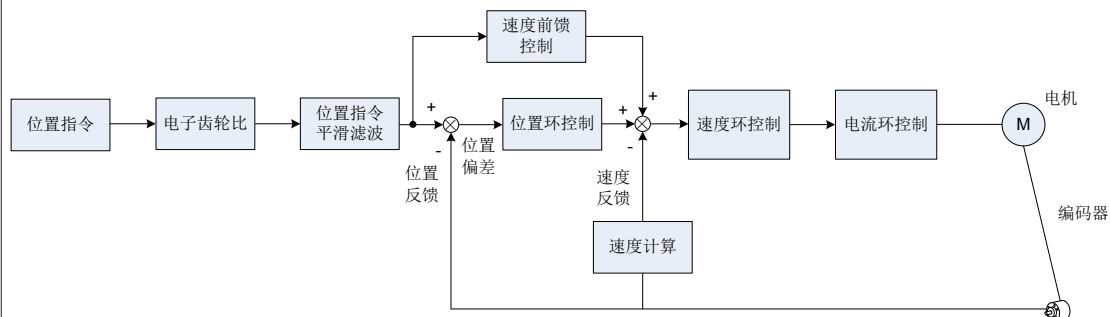 速度前馈
控制
位置指令
电子齿轮比
位置指令
平滑滤波
+
-
位置
反馈
位置
偏差
位置环控制
+
+
-
速度
反馈
速度环控制
电流环控制
电机
M
编码器
速度计算